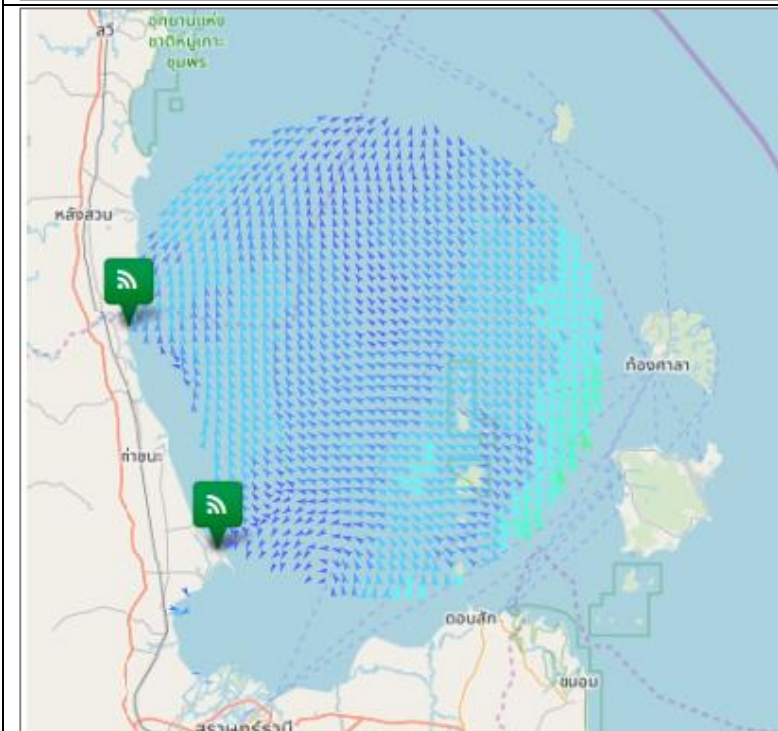 สวี
อุทยานแห่ง
ชาติหมู่เกาะ
ชุมพร
หลังสวน
ท้องศาลา
ท่าชนะ
ดอนสัก
ขนอม
สุราษฎร์ธานี